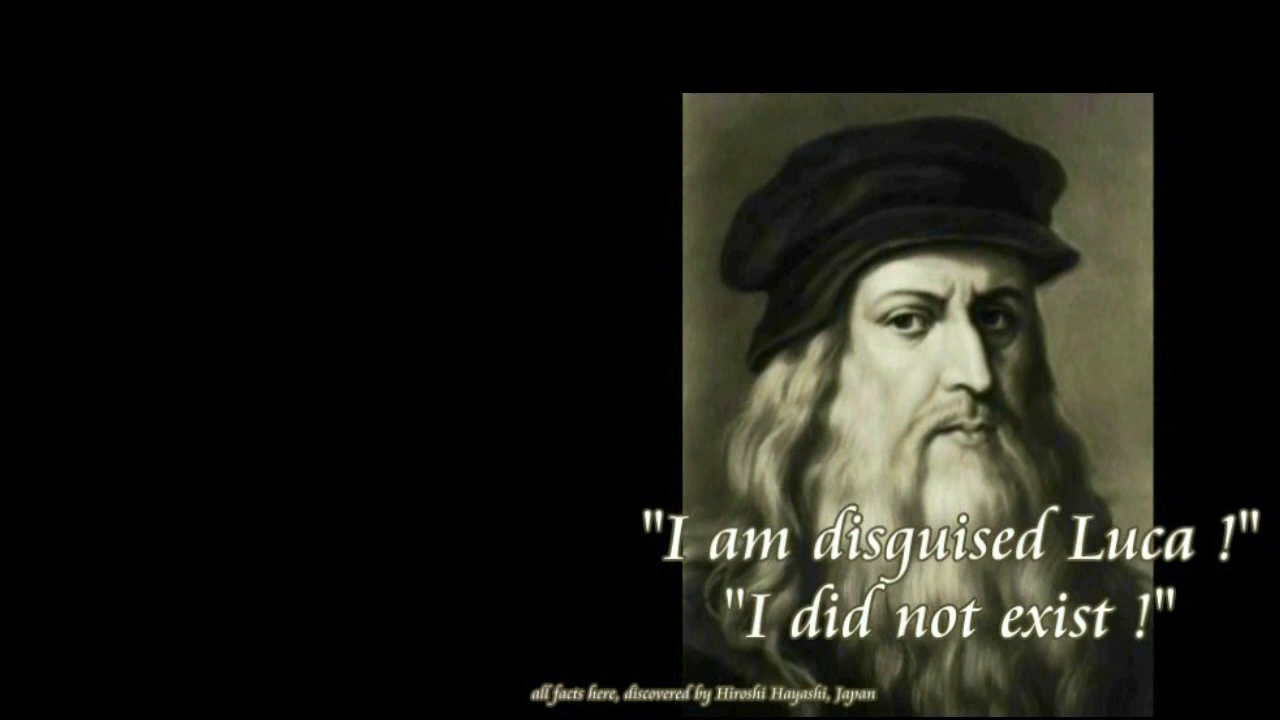 "I am disguised Luca !"
"I did not exist !"
all facts here, discovered by Hiroshi Hayashi, Japan